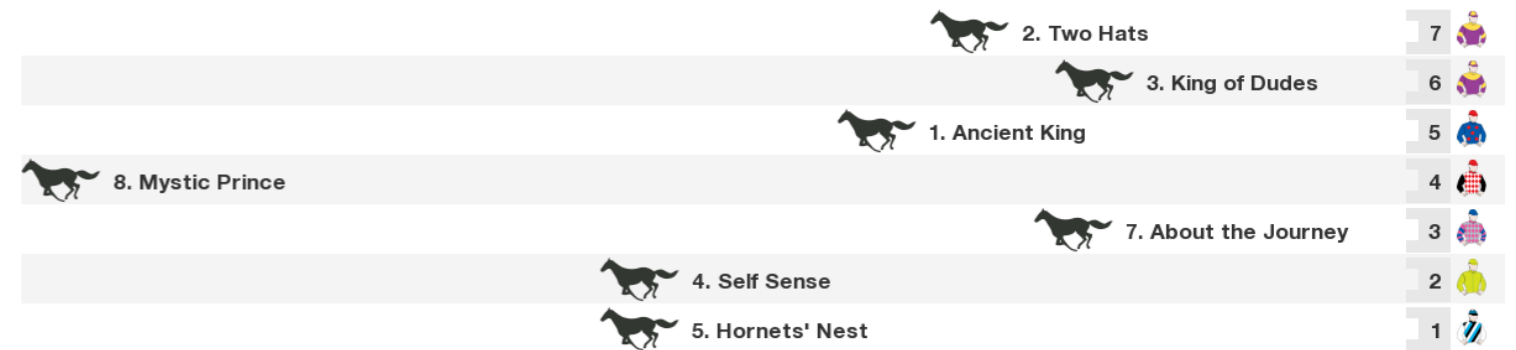 2. Two Hats 7
3. King of Dudes 6
1. Ancient King 5
8. Mystic Prince 4
7. About the Journey 3
4. Self Sense 2
5. Hornets' Nest 1